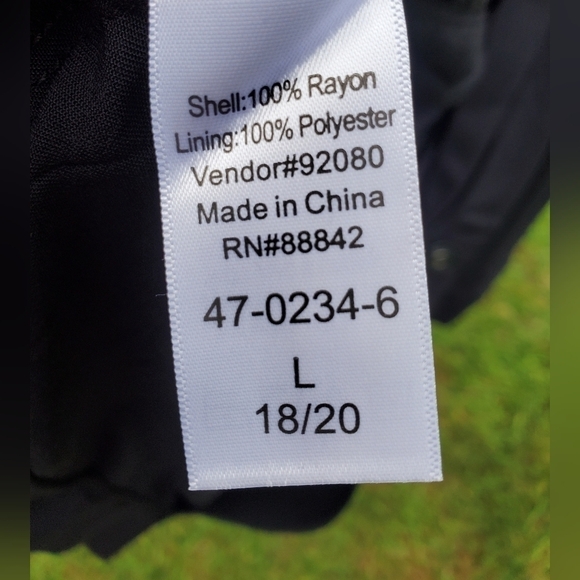 Shell:100% Rayon
Lining:100% Polyester
Vendor#92080
Made in China
RN#88842
47-0234-6
L
18/20